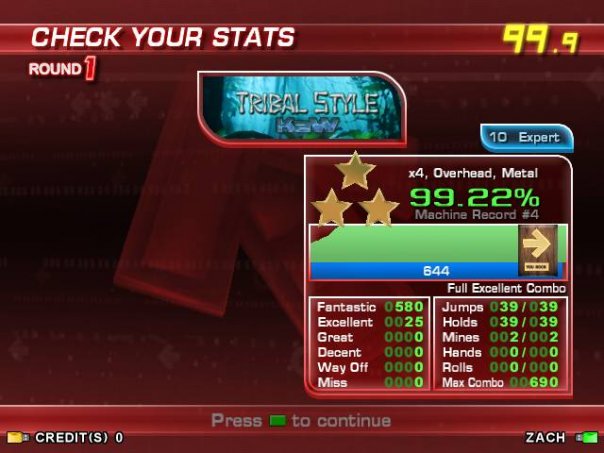 CHECK YOUR STATS
99.9
ROUND 1
TRIBAL STYLE
KaW
10 Expert
x4, Overhead, Metal
99.22%
Machine Record #4
YOU ROCK
644
Full Excellent Combo
Fantastic 0580
Excellent 0025
Great 0000
Decent 0000
Way Off 0000
Miss 0000
Jumps 039/039
Holds 039/039
Mines 002/002
Hands 000/000
Rolls 000/000
Max Combo 00690
Press to continue
CREDIT(S) 0
ZACH